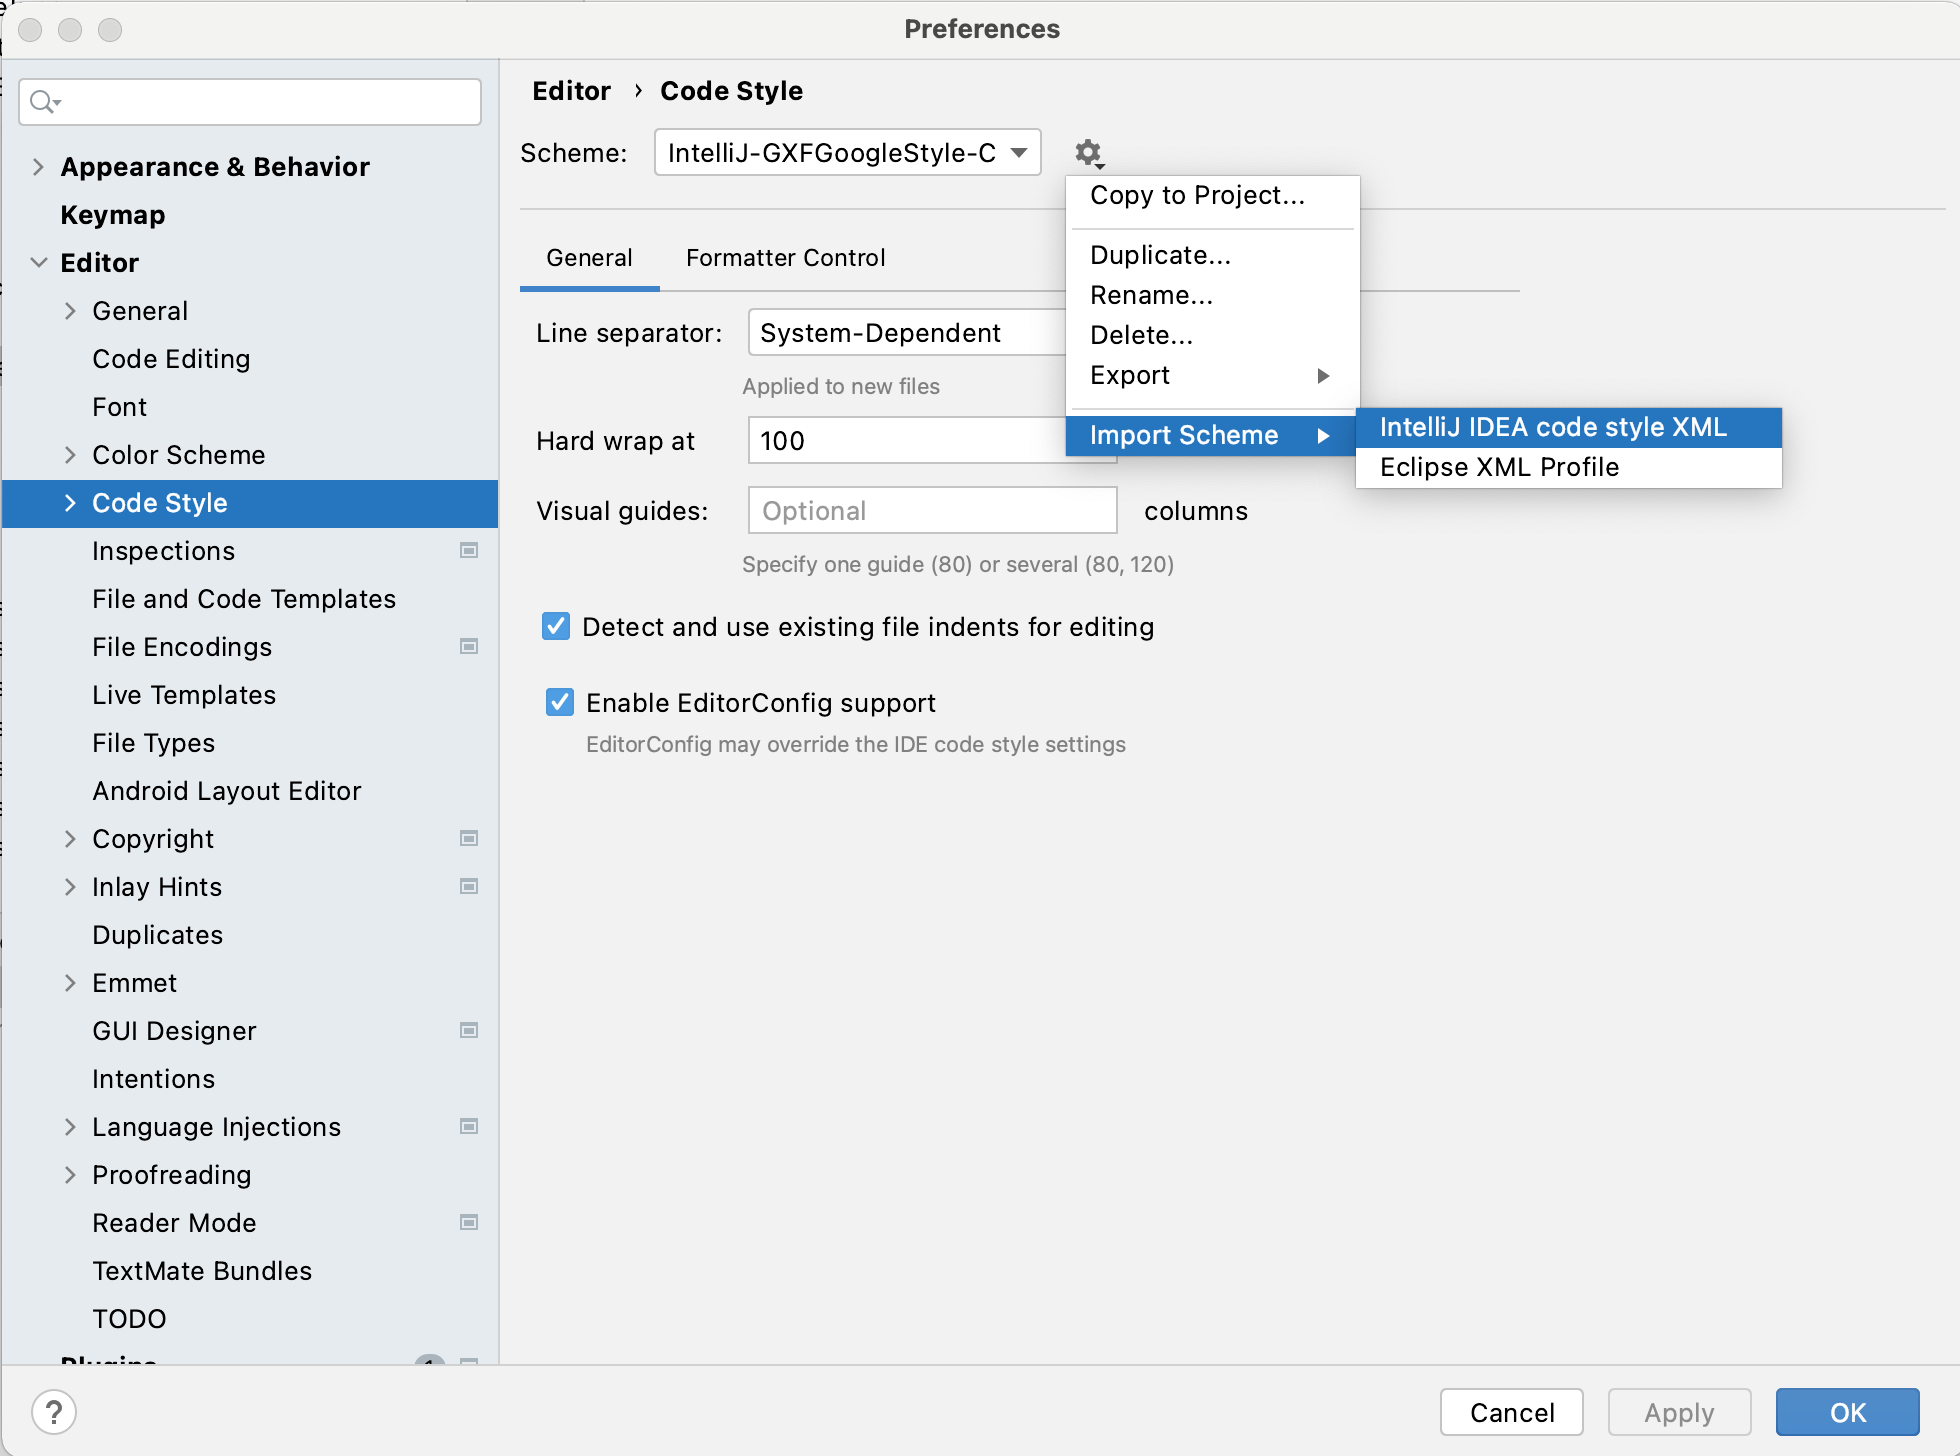 Preferences
Appearance & Behavior
Keymap
Editor
General
Code Editing
Font
Color Scheme
Code Style
Inspections
File and Code Templates
File Encodings
Live Templates
File Types
Android Layout Editor
Copyright
Inlay Hints
Duplicates
Emmet
GUI Designer
Intentions
Language Injections
Proofreading
Reader Mode
TextMate Bundles
TODO
Plugins 1
Editor › Code Style
Scheme: IntelliJ-GXFGoogleStyle-C
General Formatter Control
Line separator: System-Dependent
Applied to new files
Hard wrap at 100
Visual guides: Optional columns
Specify one guide (80) or several (80, 120)
Detect and use existing file indents for editing
Enable EditorConfig support
EditorConfig may override the IDE code style settings
Copy to Project...
Duplicate...
Rename...
Delete...
Export
Import Scheme
IntelliJ IDEA code style XML
Eclipse XML Profile
?
Cancel Apply OK